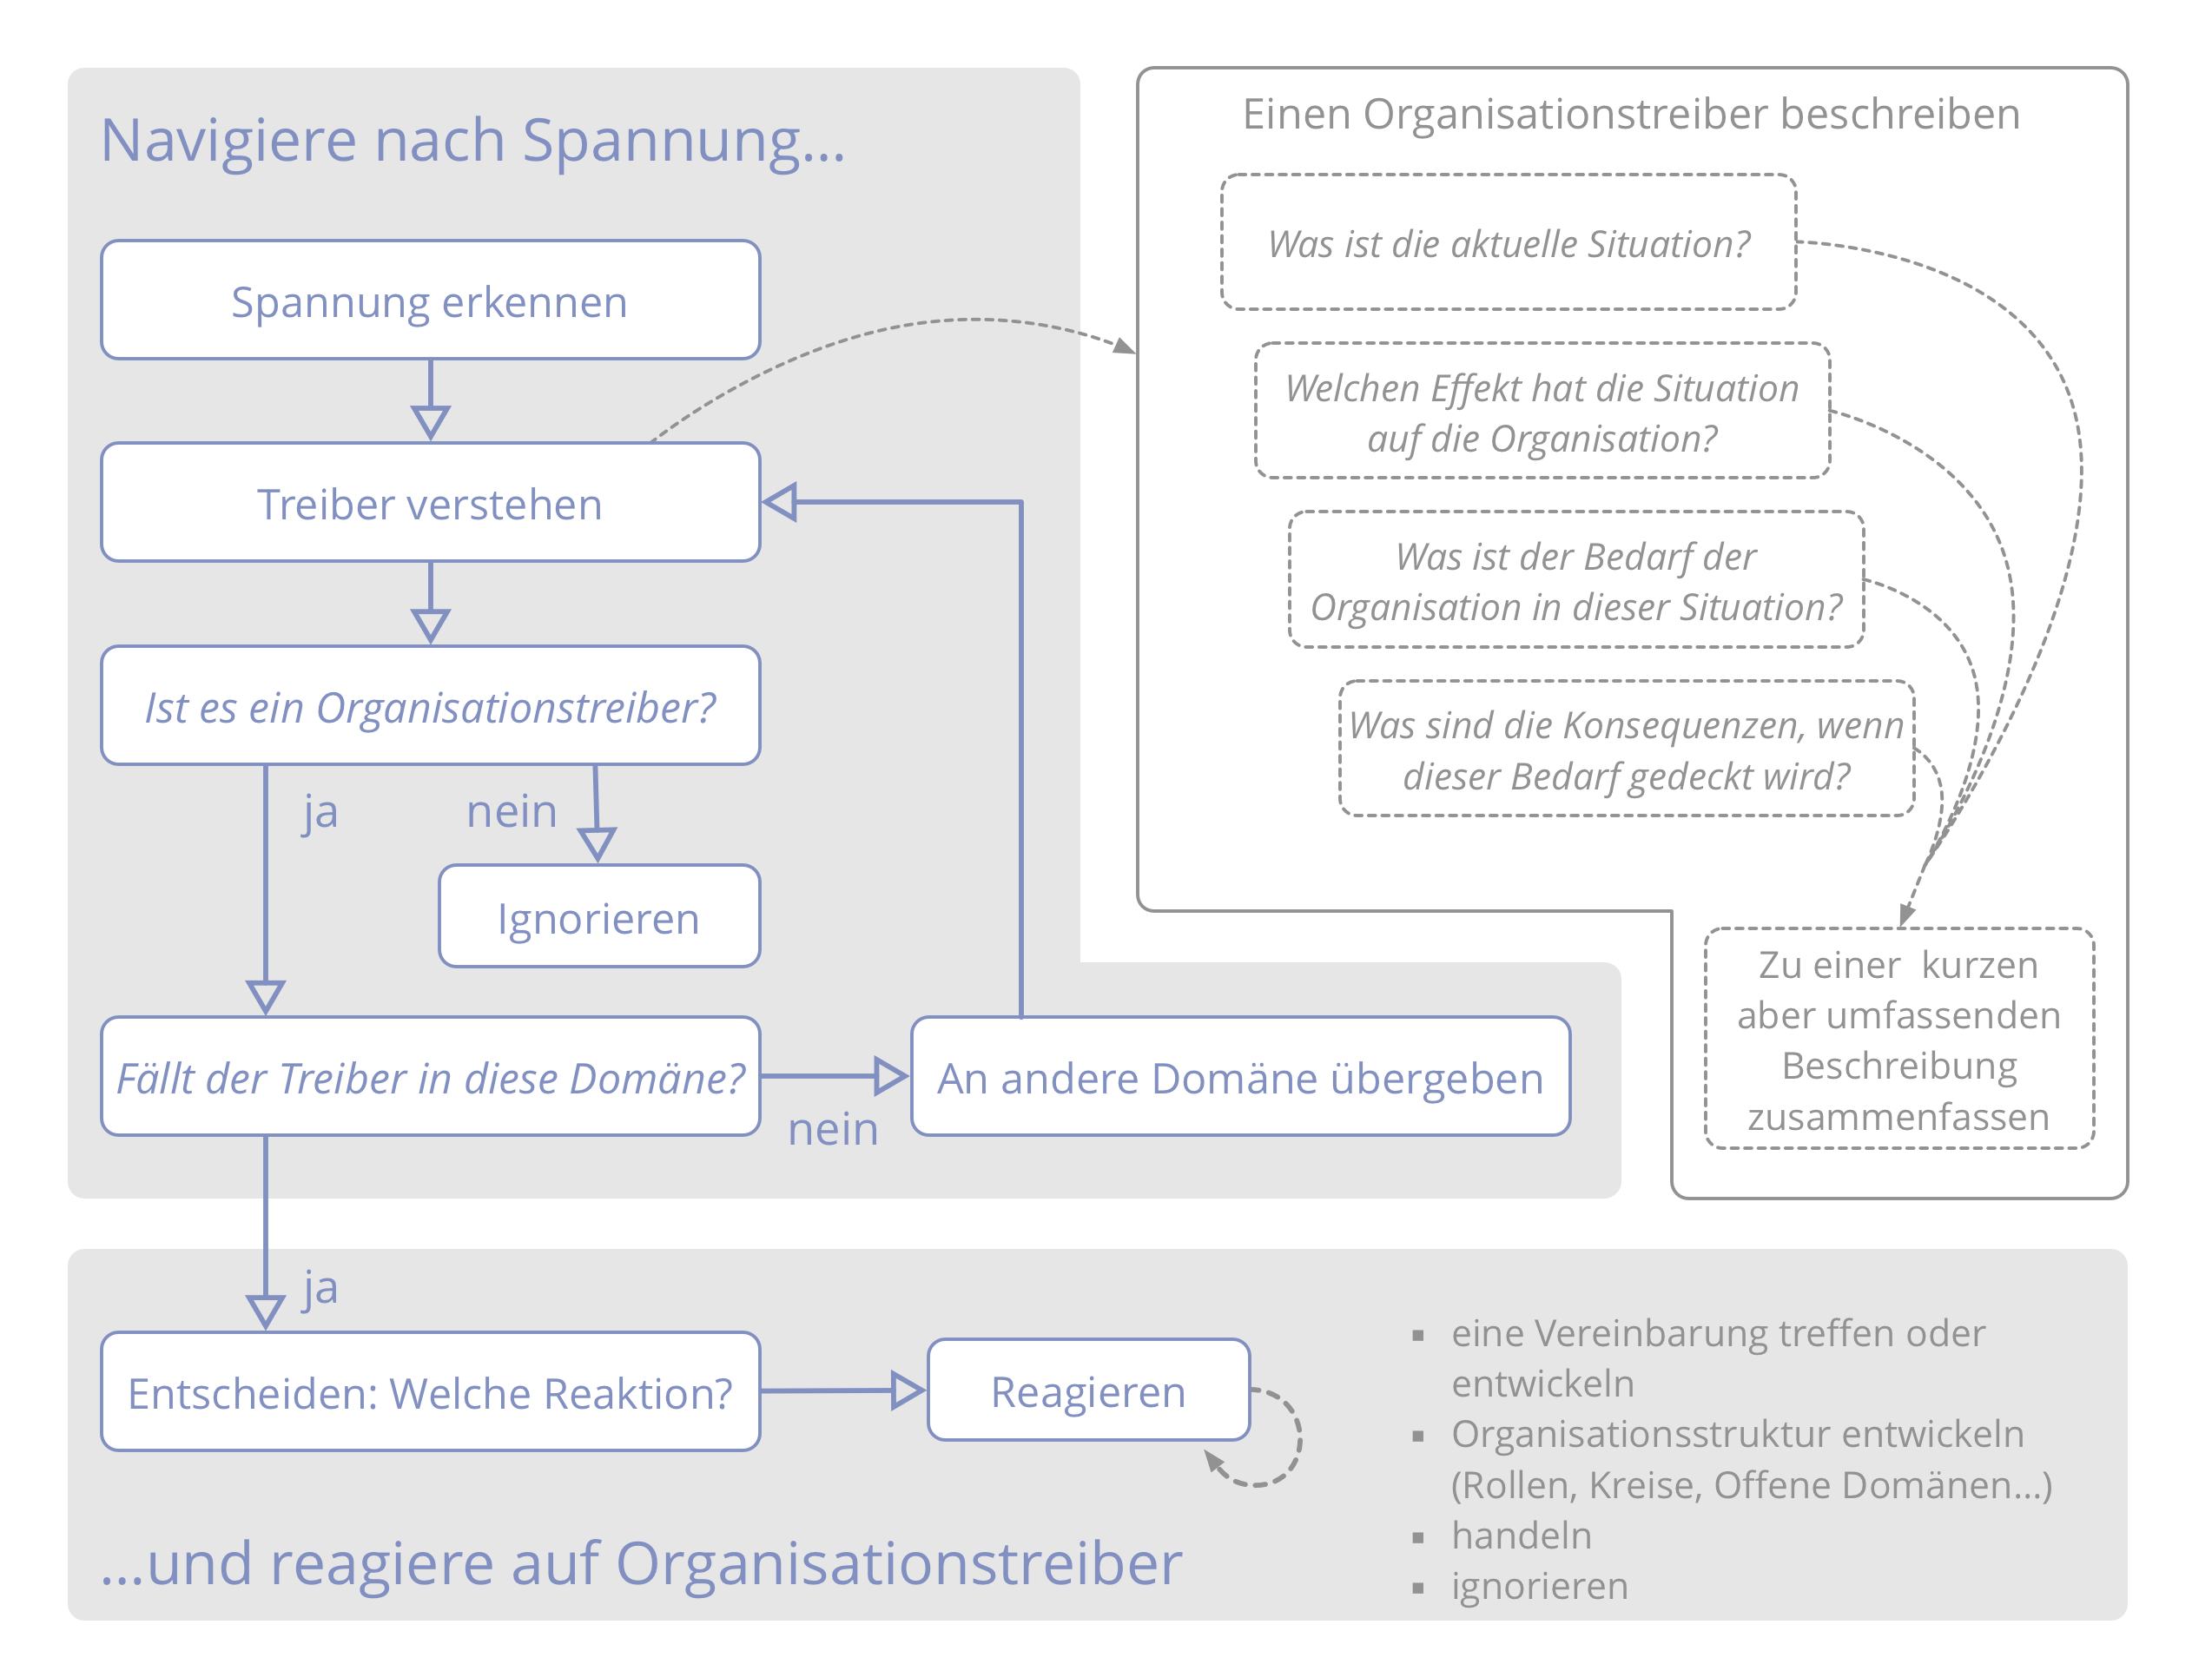 Navigiere nach Spannung...
Spannung erkennen
Treiber verstehen
Ist es ein Organisationstreiber?
ja
nein
Ignorieren
Fällt der Treiber in diese Domäne?
nein
An andere Domäne übergeben
Einen Organisationstreiber beschreiben
Was ist die aktuelle Situation?
Welchen Effekt hat die Situation
auf die Organisation?
Was ist der Bedarf der
Organisation in dieser Situation?
Was sind die Konsequenzen, wenn
dieser Bedarf gedeckt wird?
Zu einer kurzen
aber umfassenden
Beschreibung
zusammenfassen
ja
Entscheiden: Welche Reaktion?
Reagieren
▪ eine Vereinbarung treffen oder
entwickeln
▪ Organisationsstruktur entwickeln
(Rollen, Kreise, Offene Domänen...)
▪ handeln
▪ ignorieren
...und reagiere auf Organisationstreiber